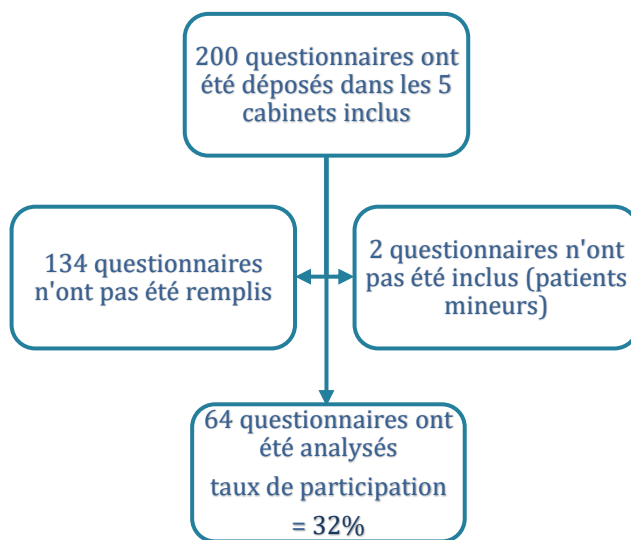 200 questionnaires ont
été déposés dans les 5
cabinets inclus
134 questionnaires
n'ont pas été remplis
2 questionnaires n'ont
pas été inclus (patients
mineurs)
64 questionnaires ont
été analysés
taux de participation
= 32%